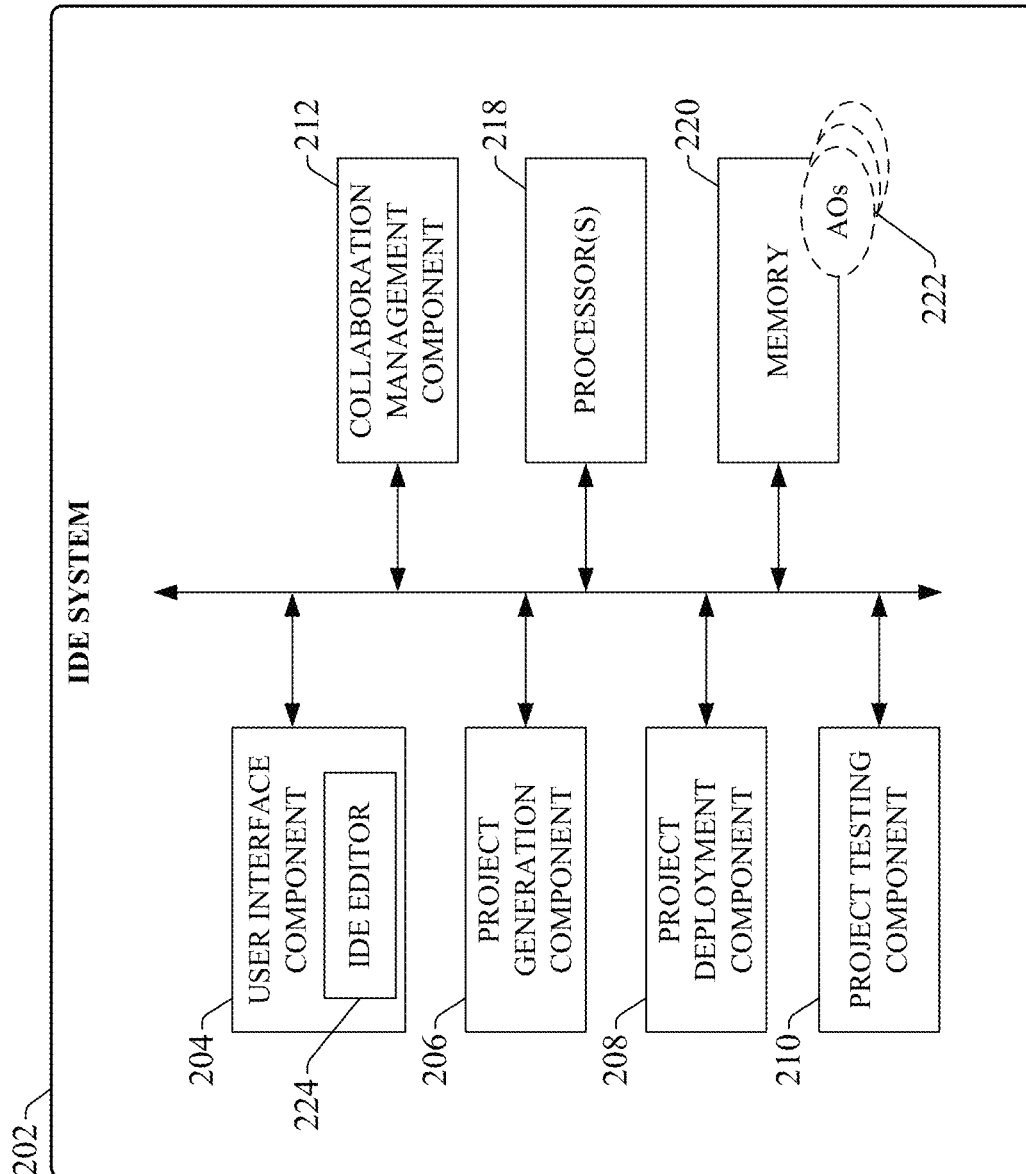 202
IDE SYSTEM
204
USER INTERFACE
COMPONENT
IDE EDITOR
224
206
PROJECT
GENERATION
COMPONENT
208
PROJECT
DEPLOYMENT
COMPONENT
210
PROJECT TESTING
COMPONENT
212
COLLABORATION
MANAGEMENT
COMPONENT
218
PROCESSOR(S)
220
MEMORY
AOs
222